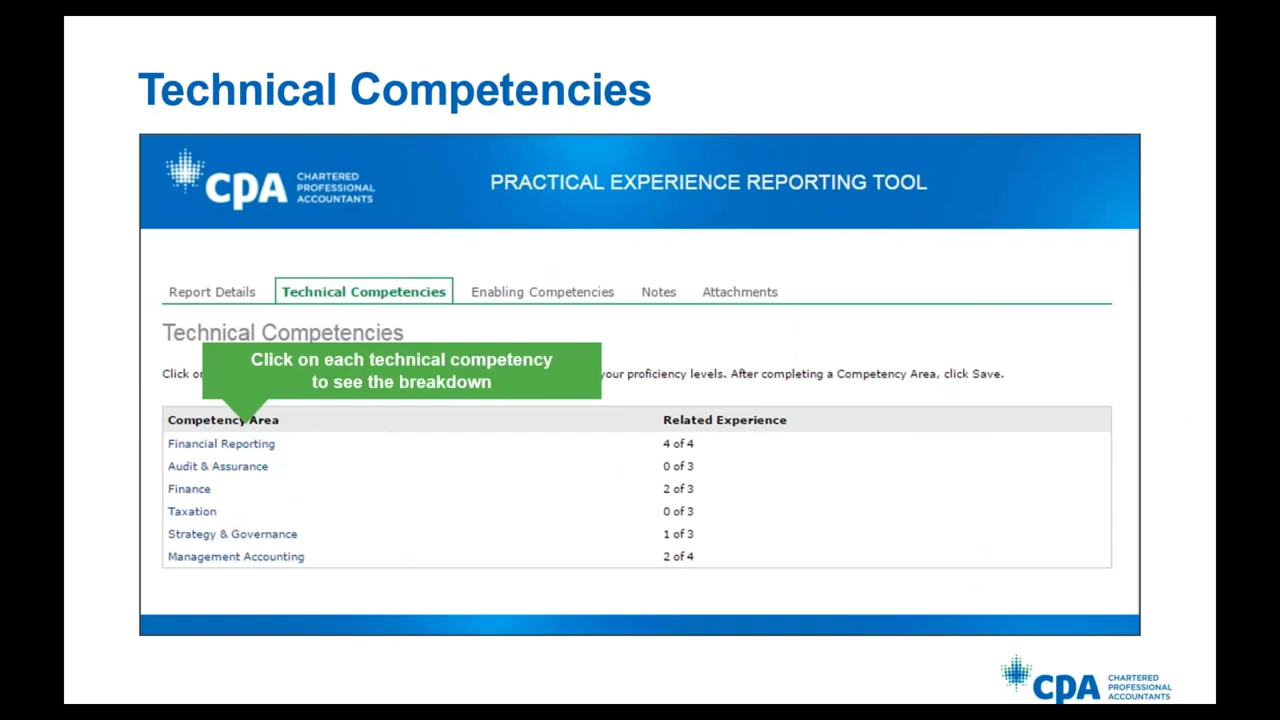 Technical Competencies
CPA
CHARTERED
PROFESSIONAL
ACCOUNTANTS
PRACTICAL EXPERIENCE REPORTING TOOL
Report Details Technical Competencies Enabling Competencies Notes Attachments
Technical Competencies
Click on each technical competency
to see the breakdown
Click your proficiency levels. After completing a Competency Area, click Save.
Competency Area Related Experience
Financial Reporting 4 of 4
Audit & Assurance 0 of 3
Finance 2 of 3
Taxation 0 of 3
Strategy & Governance 1 of 3
Management Accounting 2 of 4
CPA
CHARTERED
PROFESSIONAL
ACCOUNTANTS